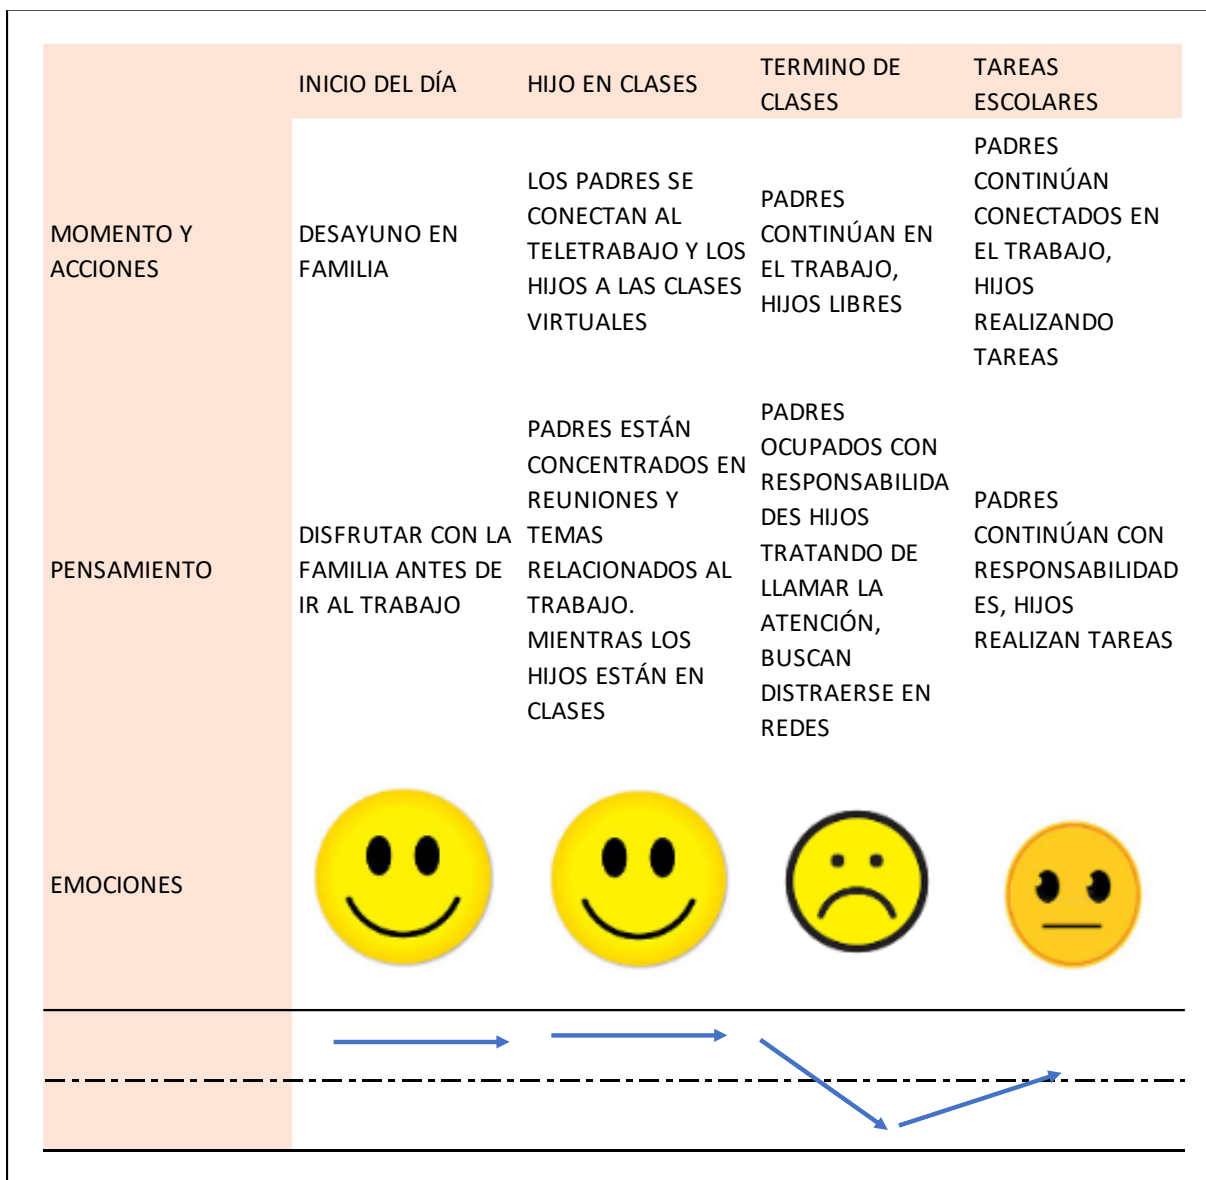 INICIO DEL DÍA
HIJO EN CLASES
TERMINO DE
CLASES
TAREAS
ESCOLARES
MOMENTO Y
ACCIONES
DESAYUNO EN
FAMILIA
LOS PADRES SE
CONECTAN AL
TELETRABAJO Y LOS
HIJOS A LAS CLASES
VIRTUALES
PADRES
CONTINÚAN EN
EL TRABAJO,
HIJOS LIBRES
PADRES
CONTINÚAN
CONECTADOS EN
EL TRABAJO,
HIJOS
REALIZANDO
TAREAS
PENSAMIENTO
DISFRUTAR CON LA
FAMILIA ANTES DE
IR AL TRABAJO
PADRES ESTÁN
CONCENTRADOS EN
REUNIONES Y
TEMAS
RELACIONADOS AL
TRABAJO.
MIENTRAS LOS
HIJOS ESTÁN EN
CLASES
PADRES
OCUPADOS CON
RESPONSABILIDA
DES HIJOS
TRATANDO DE
LLAMAR LA
ATENCIÓN,
BUSCAN
DISTRAERSE EN
REDES
PADRES
CONTINÚAN CON
RESPONSABILIDAD
ES, HIJOS
REALIZAN TAREAS
EMOCIONES